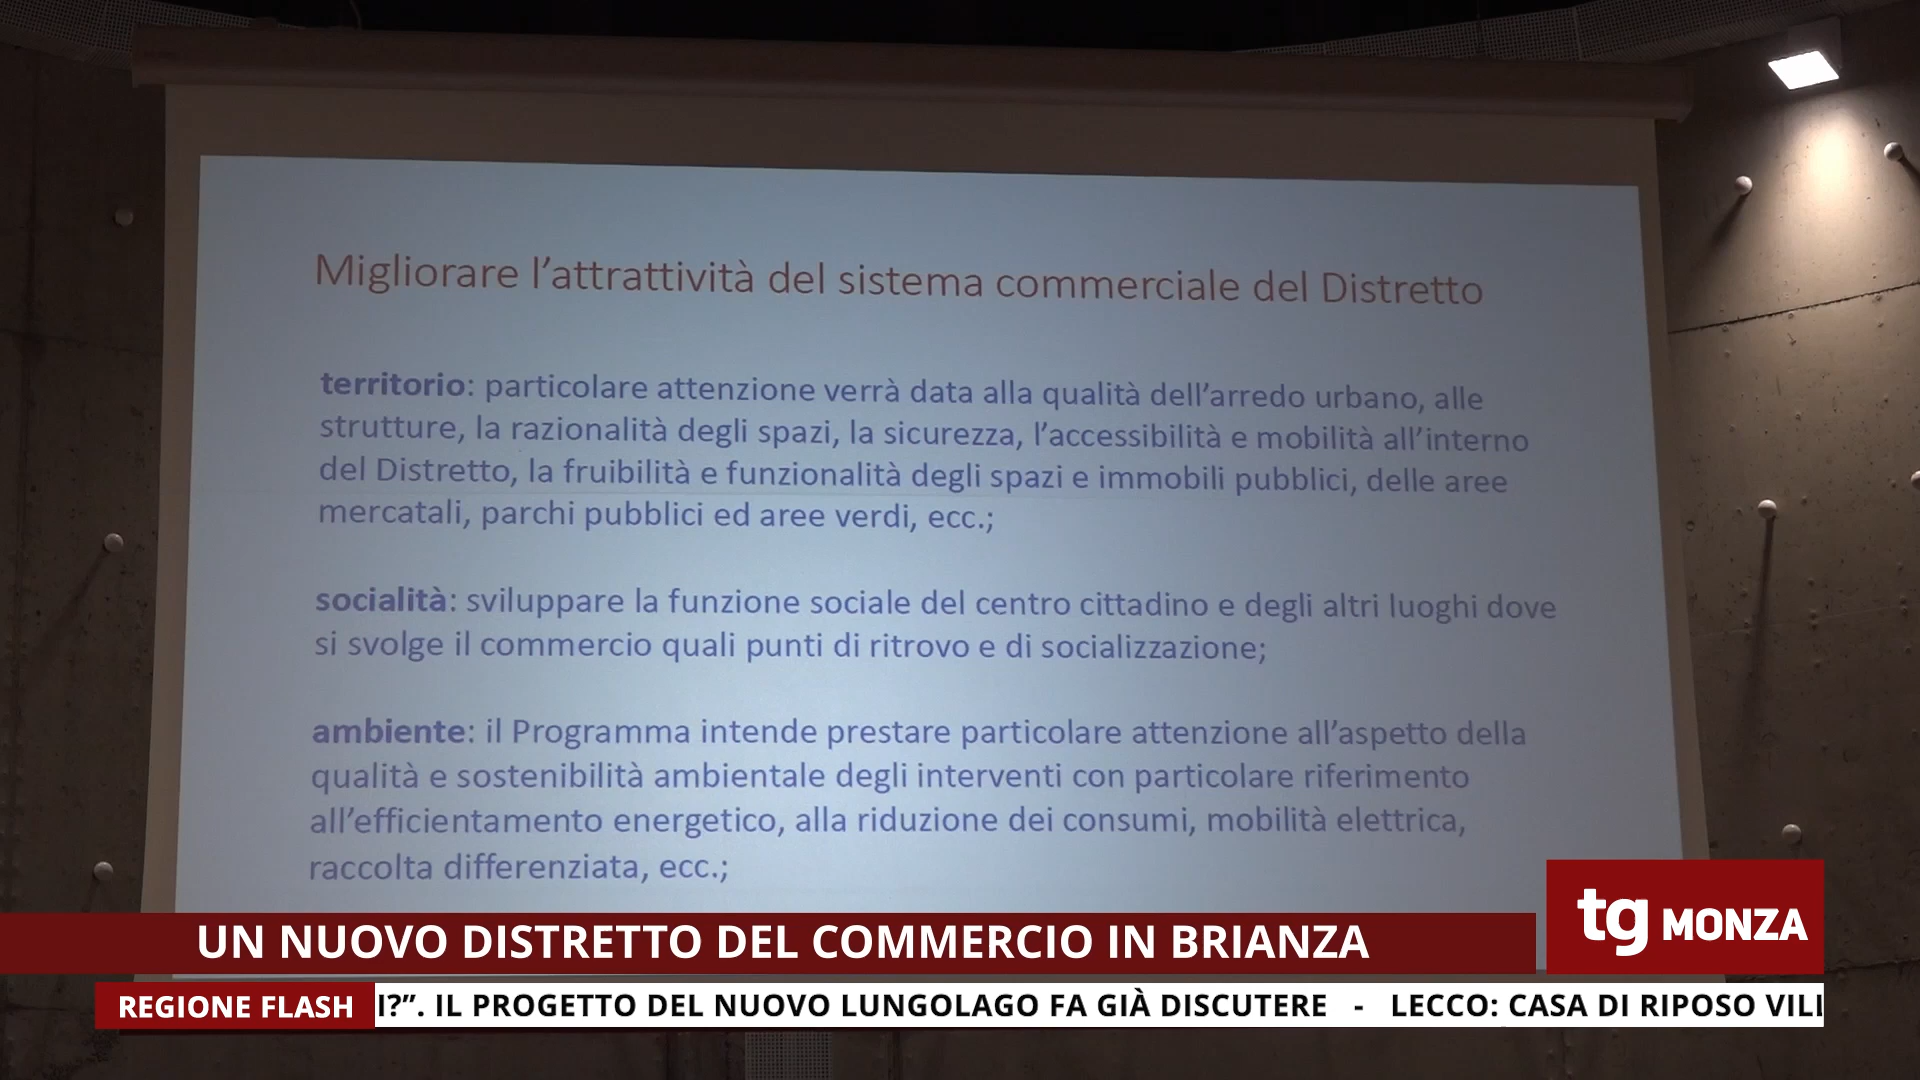 Migliorare l’attrattività del sistema commerciale del Distretto
territorio: particolare attenzione verrà data alla qualità dell’arredo urbano, alle
strutture, la razionalità degli spazi, la sicurezza, l’accessibilità e mobilità all’interno
del Distretto, la fruibilità e funzionalità degli spazi e immobili pubblici, delle aree
mercatali, parchi pubblici ed aree verdi, ecc.;
socialità: sviluppare la funzione sociale del centro cittadino e degli altri luoghi dove
si svolge il commercio quali punti di ritrovo e di socializzazione;
ambiente: il Programma intende prestare particolare attenzione all’aspetto della
qualità e sostenibilità ambientale degli interventi con particolare riferimento
all’efficientamento energetico, alla riduzione dei consumi, mobilità elettrica,
raccolta differenziata, ecc.;
UN NUOVO DISTRETTO DEL COMMERCIO IN BRIANZA
tg MONZA
REGIONE FLASH I?”. IL PROGETTO DEL NUOVO LUNGOLAGO FA GIÀ DISCUTERE - LECCO: CASA DI RIPOSO